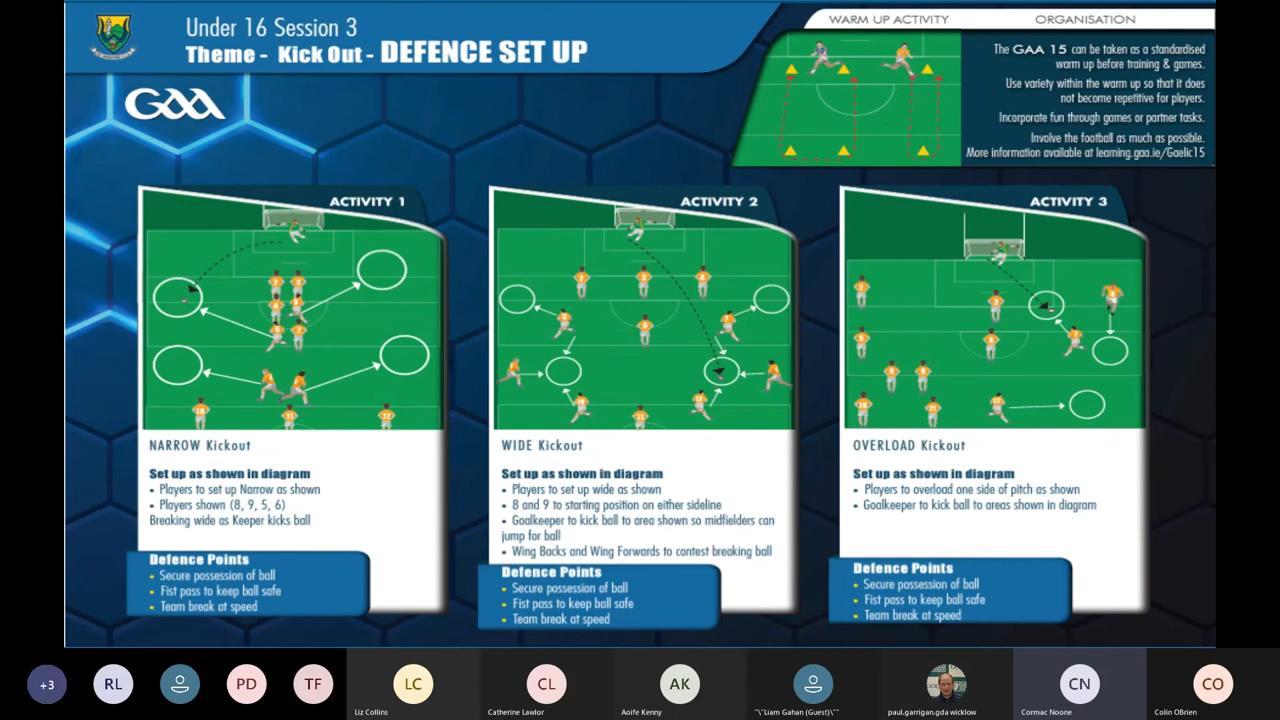 Under 16 Session 3
Theme - Kick Out - DEFENCE SET UP
GAA
WARM UP ACTIVITY
ORGANISATION
The GAA 15 can be taken as a standardised
warm up before training & games.
Use variety within the warm up so that it does
not become repetitive for players.
Incorporate fun through games or partner tasks.
Involve the football as much as possible.
More information available at learning.gaa.ie/Gaelic15
ACTIVITY 1
NARROW Kickout
Set up as shown in diagram
• Players to set up Narrow as shown
• Players shown (8, 9, 5, 6)
Breaking wide as Keeper kicks ball
Defence Points
• Secure possession of ball
• Fist pass to keep ball safe
• Team break at speed
ACTIVITY 2
WIDE Kickout
Set up as shown in diagram
• Players to set up wide as shown
• 8 and 9 to starting position on either sideline
• Goalkeeper to kick ball to area shown so midfielders can
jump for ball
• Wing Backs and Wing Forwards to contest breaking ball
Defence Points
• Secure possession of ball
• Fist pass to keep ball safe
• Team break at speed
ACTIVITY 3
OVERLOAD Kickout
Set up as shown in diagram
• Players to overload one side of pitch as shown
• Goalkeeper to kick ball to areas shown in diagram
Defence Points
• Secure possession of ball
• Fist pass to keep ball safe
• Team break at speed
+3
RL
PD
TF
LC
Liz Collins
CL
Catherine Lawlor
AK
Aoife Kenny
"\"Liam Gahan (Guest)\""
paul.garrigan.gda wicklow
CN
Cormac Noone
CO
Colin OBrien